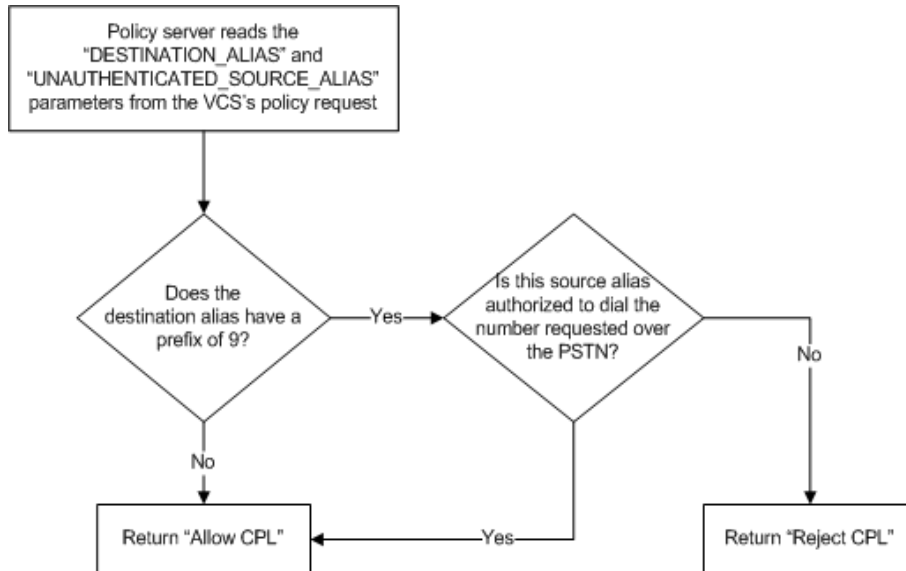 Policy server reads the
“DESTINATION_ALIAS” and
“UNAUTHENTICATED_SOURCE_ALIAS”
parameters from the VCS’s policy request
Does the
destination alias have a
prefix of 9?
Yes
Is this source alias
authorized to dial the
number requested over
the PSTN?
No
No
Return “Allow CPL”
Yes
Return “Reject CPL”